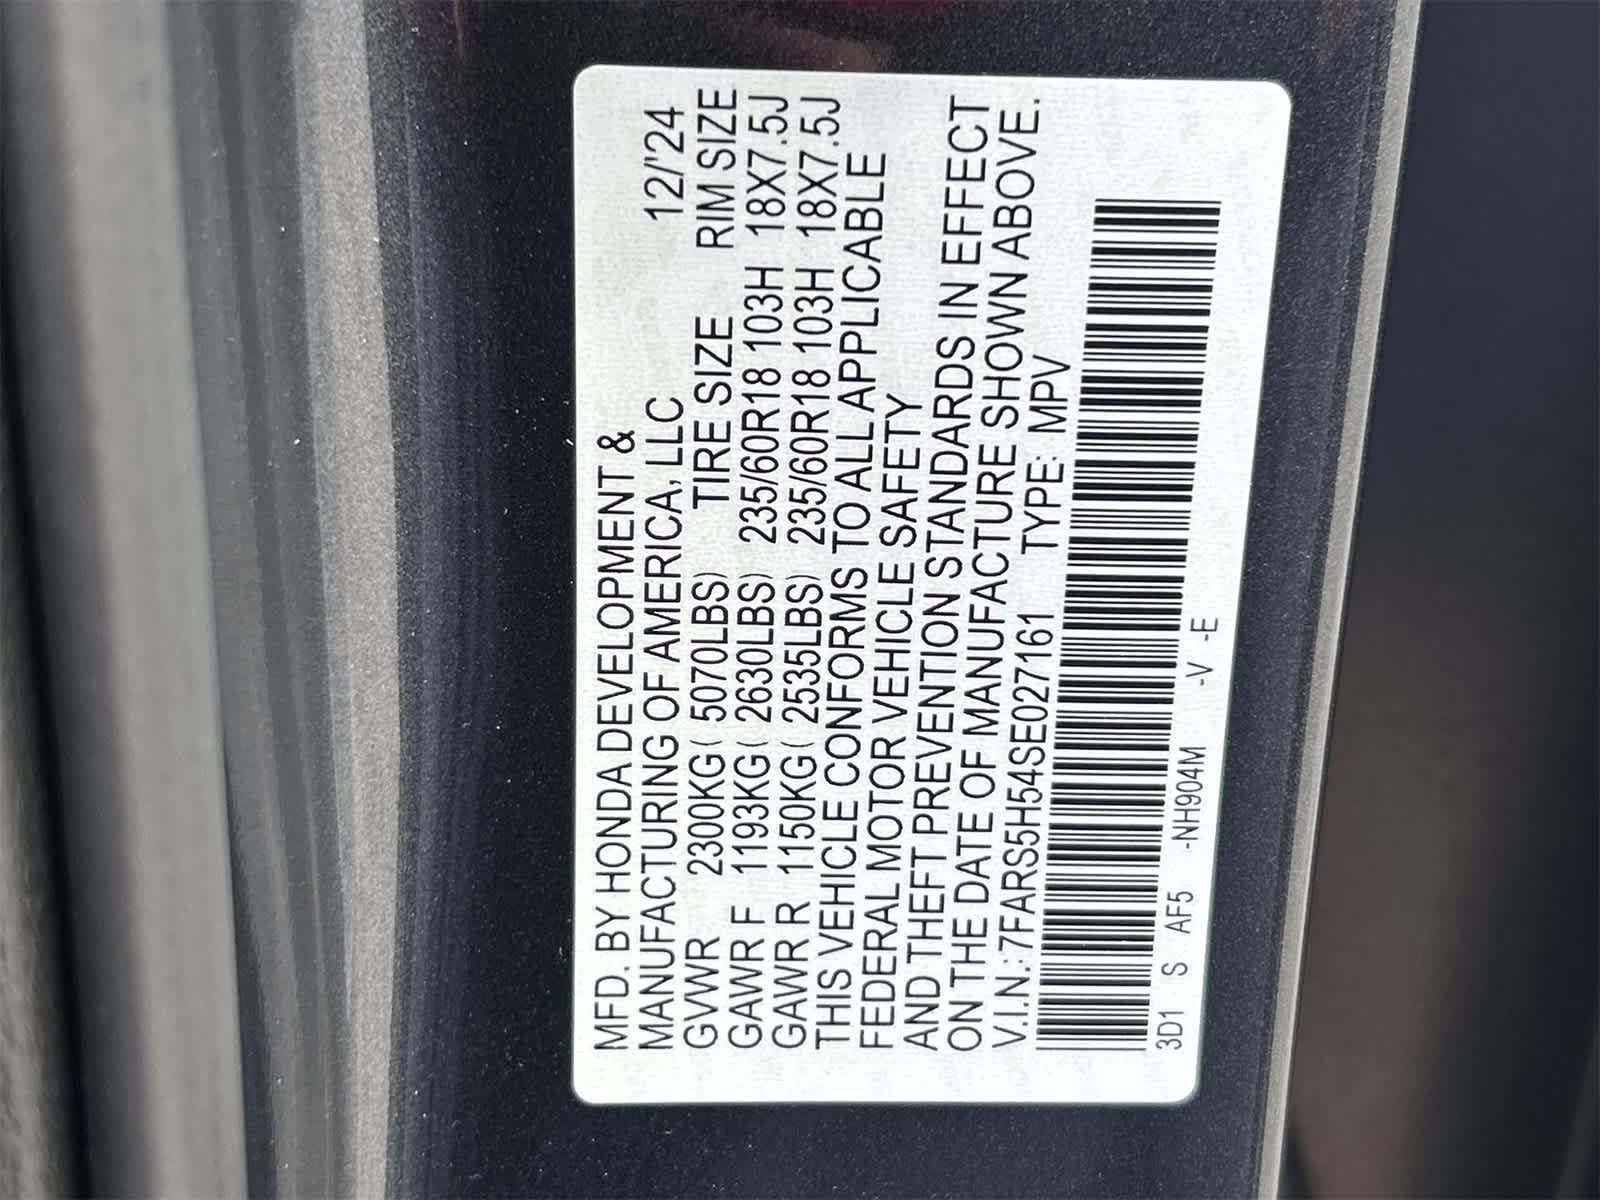 MFD. BY HONDA DEVELOPMENT &
MANUFACTURING OF AMERICA, LLC 12/'24
GVWR 2300KG( 5070LBS) TIRE SIZE RIM SIZE
GAWR F 1193KG( 2630LBS) 235/60R18 103H 18X7.5J
GAWR R 1150KG( 2535LBS) 235/60R18 103H 18X7.5J
THIS VEHICLE CONFORMS TO ALL APPLICABLE
FEDERAL MOTOR VEHICLE SAFETY
AND THEFT PREVENTION STANDARDS IN EFFECT
ON THE DATE OF MANUFACTURE SHOWN ABOVE.
V.I.N.:7FARS5H54SE027161 TYPE: MPV
3D1 S AF5 -NH904M -V -E